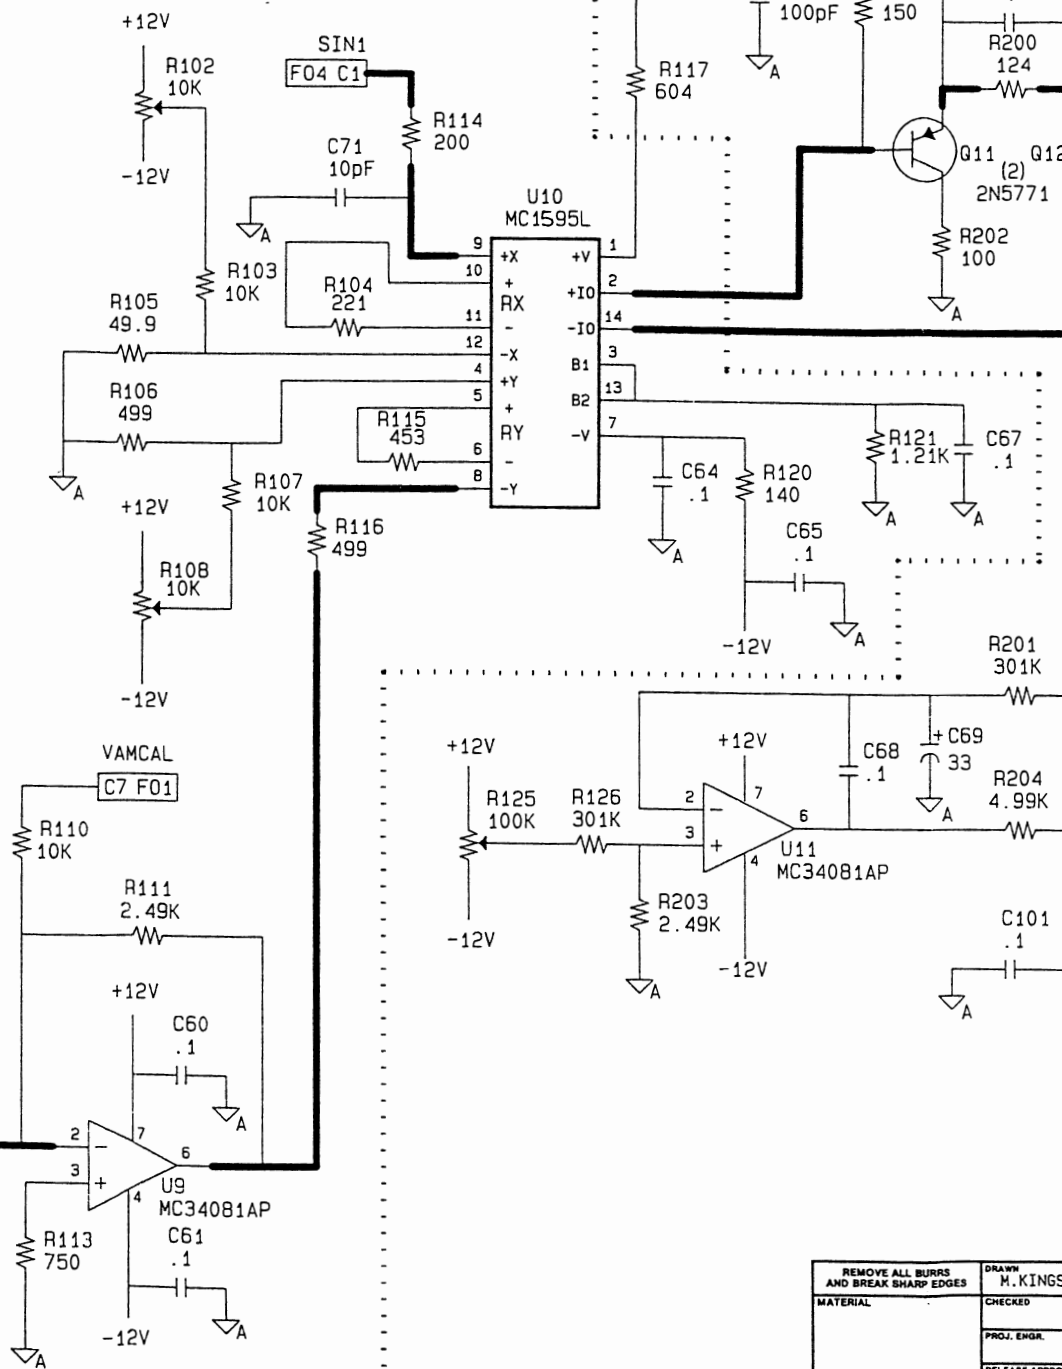 +12V
R102
10K
-12V
SIN1
F04 C1
R114
200
C71
10pF
A
R103
10K
R104
221
R105
49.9
R106
499
A
R107
10K
+12V
R108
10K
-12V
R115
453
R116
499
U10
MC1595L
9
10
11
12
4
5
6
8
+X
+
RX
-
-X
+Y
+
RY
-
-Y
+V
+IO
-IO
B1
B2
-V
1
2
14
3
13
7
R117
604
100pF
A
150
R200
124
Q11
(2)
2N5771
R202
100
A
C64
.1
A
R120
140
C65
.1
A
-12V
R121
1.21K
A
C67
.1
A
R201
301K
+12V
R125
100K
-12V
R126
301K
R203
2.49K
A
+12V
2
-
3
+
7
4
6
U11
MC34081AP
-12V
C68
.1
+
C69
33
A
R204
4.99K
C101
.1
A
VAMCAL
C7 F01
R110
10K
R111
2.49K
+12V
C60
.1
A
2
-
3
+
7
4
6
U9
MC34081AP
C61
.1
A
-12V
R113
750
A
REMOVE ALL BURRS
AND BREAK SHARP EDGES
MATERIAL
DRAWN
M.KINGS
CHECKED
PROJ. ENGR.